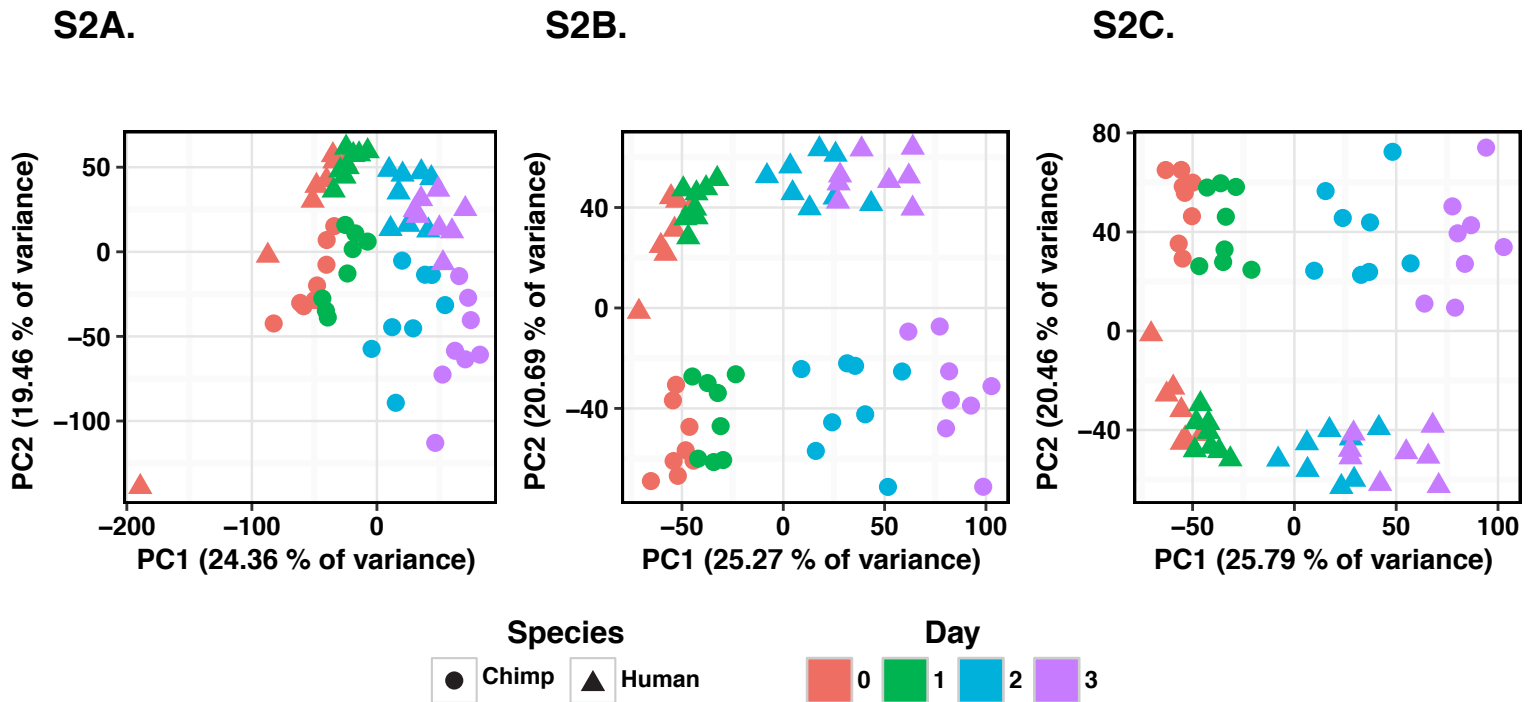 S2A.
S2B.
S2C.
PC2 (19.46 % of variance)
50
0
−50
−100
−200
−100
0
PC1 (24.36 % of variance)
PC2 (20.69 % of variance)
40
0
−40
−50
0
50
100
PC1 (25.27 % of variance)
PC2 (20.46 % of variance)
80
40
0
−40
−50
0
50
100
PC1 (25.79 % of variance)
Species
Chimp
Human
Day
0
1
2
3